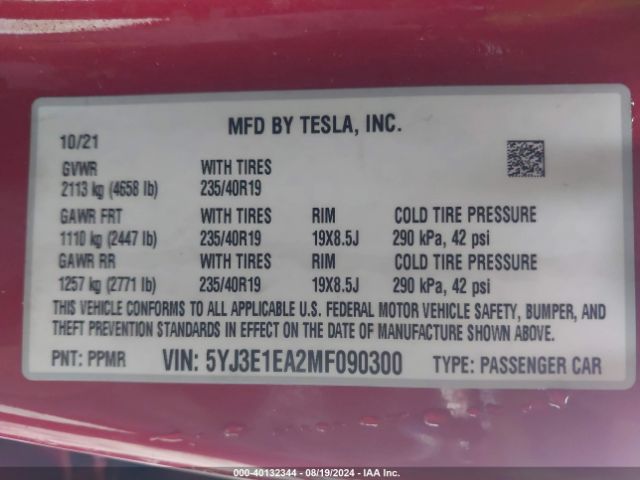 MFD BY TESLA, INC.
10/21
GVWR WITH TIRES
2113 kg (4658 lb) 235/40R19
GAWR FRT WITH TIRES RIM COLD TIRE PRESSURE
1110 kg (2447 lb) 235/40R19 19X8.5J 290 kPa, 42 psi
GAWR RR WITH TIRES RIM COLD TIRE PRESSURE
1257 kg (2771 lb) 235/40R19 19X8.5J 290 kPa, 42 psi
THIS VEHICLE CONFORMS TO ALL APPLICABLE U.S. FEDERAL MOTOR VEHICLE SAFETY, BUMPER, AND
THEFT PREVENTION STANDARDS IN EFFECT ON THE DATE OF MANUFACTURE SHOWN ABOVE.
PNT: PPMR VIN: 5YJ3E1EA2MF090300 TYPE: PASSENGER CAR
000-40132344 - 08/19/2024 - IAA Inc.